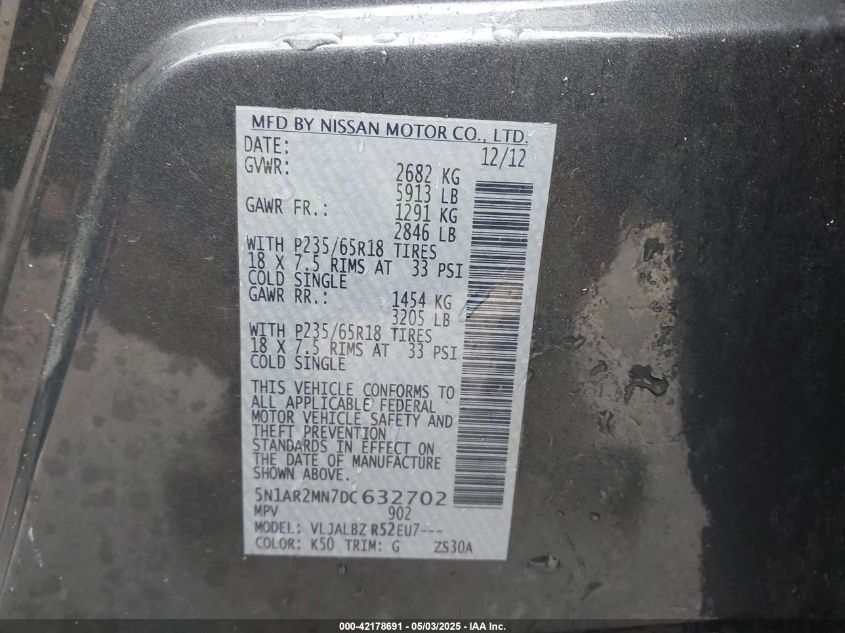 MFD BY NISSAN MOTOR CO., LTD.
DATE: 12/12
GVWR: 2682 KG
5913 LB
GAWR FR.: 1291 KG
2846 LB
WITH P235/65R18 TIRES
18 X 7.5 RIMS AT 33 PSI
COLD SINGLE
GAWR RR.: 1454 KG
3205 LB
WITH P235/65R18 TIRES
18 X 7.5 RIMS AT 33 PSI
COLD SINGLE
THIS VEHICLE CONFORMS TO
ALL APPLICABLE FEDERAL
MOTOR VEHICLE SAFETY AND
THEFT PREVENTION
STANDARDS IN EFFECT ON
THE DATE OF MANUFACTURE
SHOWN ABOVE.
5N1AR2MN7DC632702
MPV 902
MODEL: VLJALBZ R52EU7---
COLOR: K50 TRIM: G ZS30A
000-42178691 - 05/03/2025 - IAA Inc.